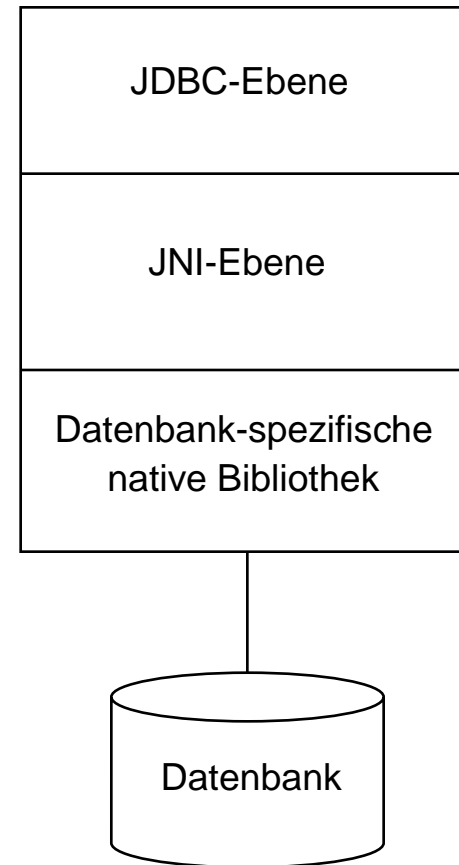 JDBC-Ebene
JNI-Ebene
Datenbank-spezifische
native Bibliothek
Datenbank